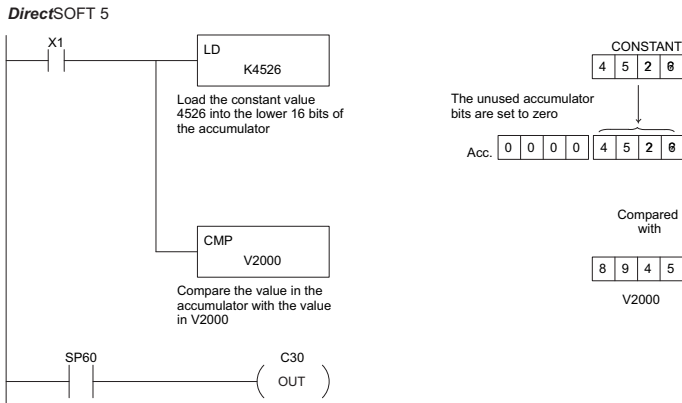 DirectSOFT 5
X1
LD
K4526
Load the constant value
4526 into the lower 16 bits of
the accumulator
CMP
V2000
Compare the value in the
accumulator with the value
in V2000
SP60
C30
OUT
CONSTANT
4 5 2
The unused accumulator
bits are set to zero
Acc. 0 0 0 0 4 5 2
Compared
with
8 9 4 5
V2000